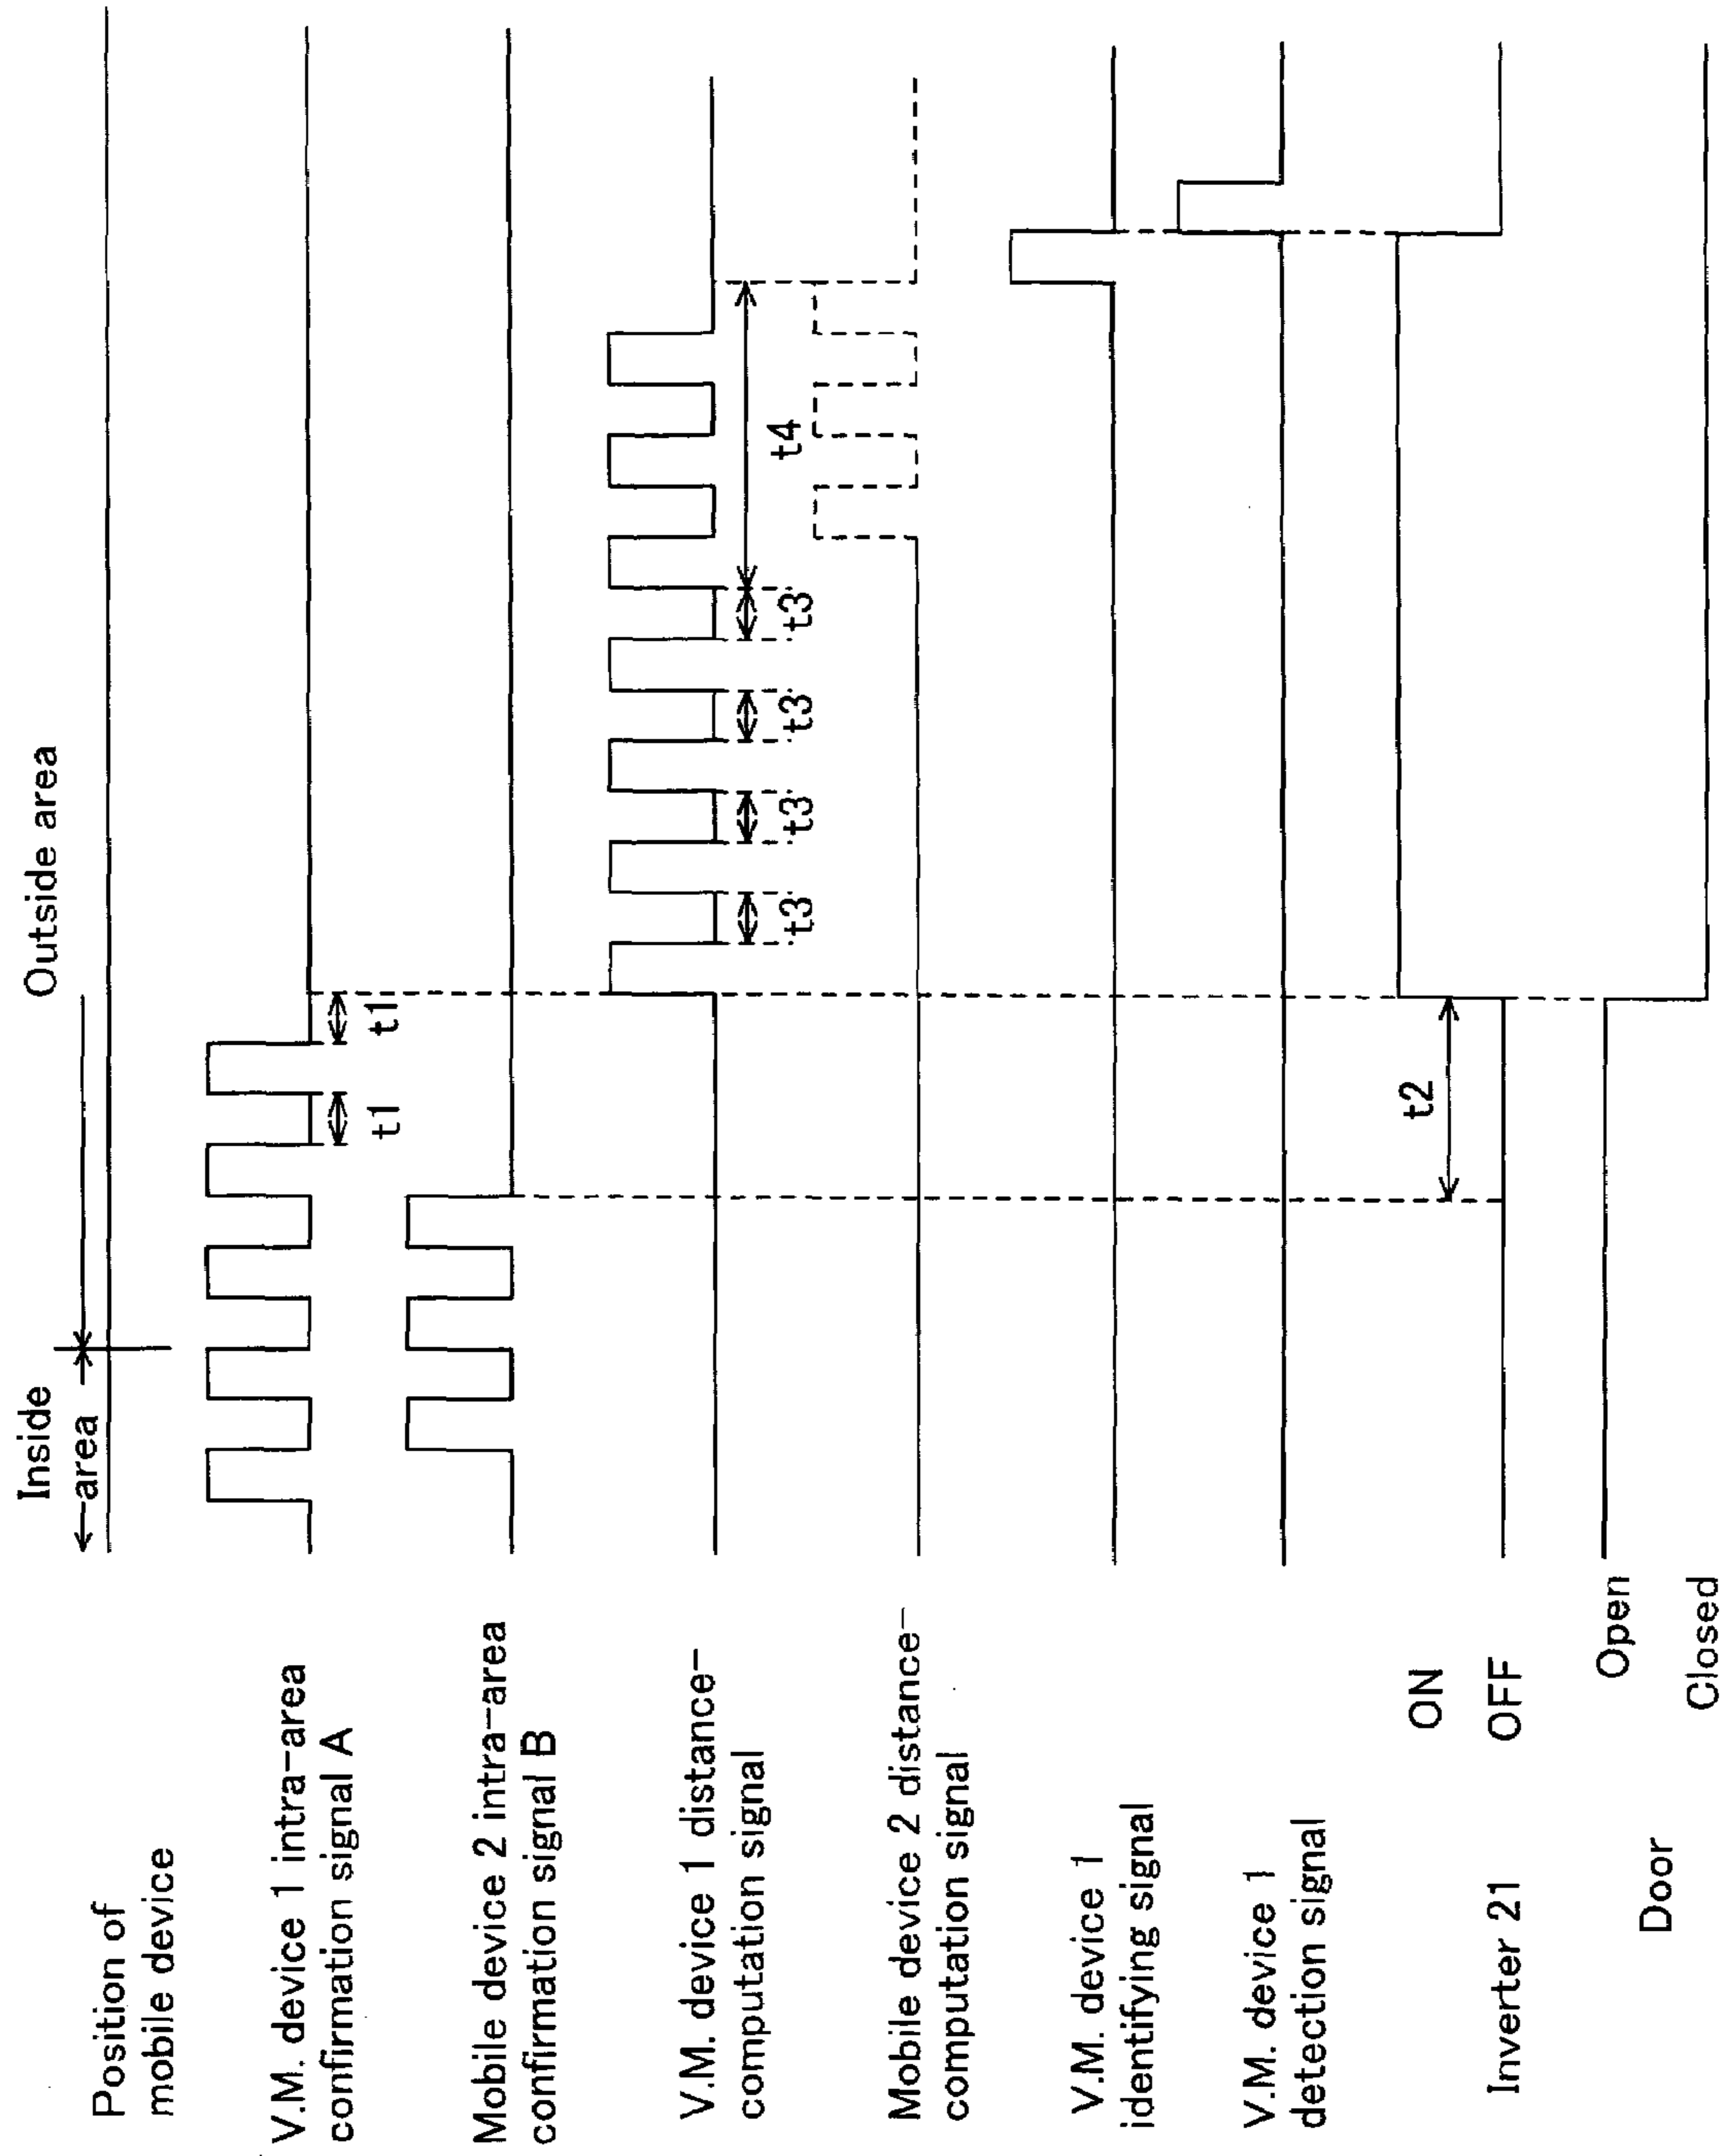 Inside
area
Outside area
Position of
mobile device
V.M. device 1 intra-area
confirmation signal A
t1
t1
Mobile device 2 intra-area
confirmation signal B
V.M. device 1 distance-
computation signal
t3
t3
t3
t3
t4
Mobile device 2 distance-
computation signal
V.M. device 1
identifying signal
V.M. device 1
detection signal
Inverter 21
ON
OFF
t2
Door
Open
Closed